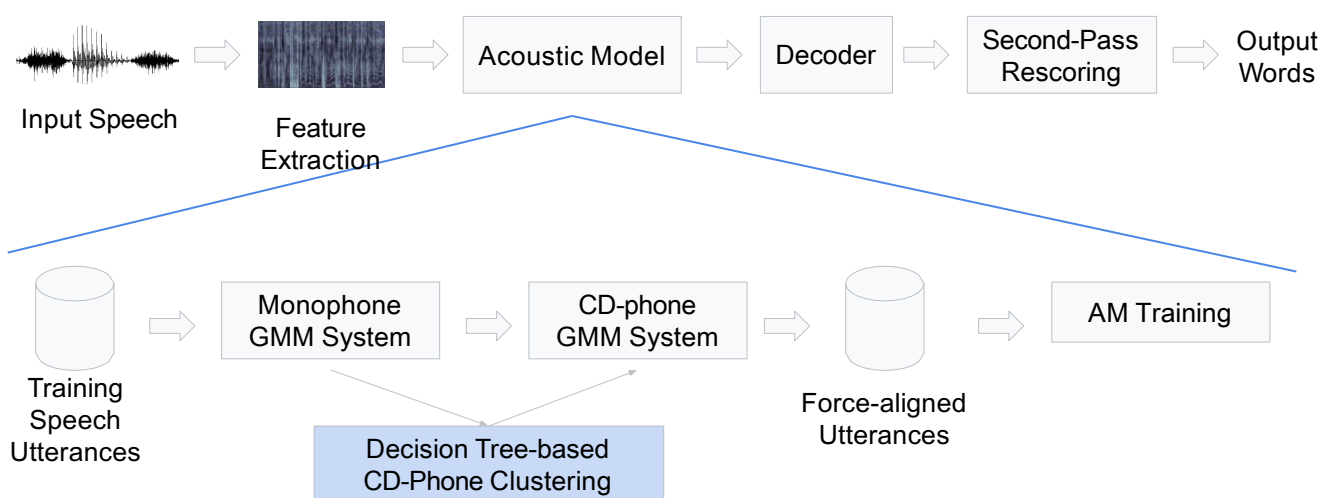 Input Speech
Feature
Extraction
Acoustic Model
Decoder
Second-Pass
Rescoring
Output
Words
Training
Speech
Utterances
Monophone
GMM System
CD-phone
GMM System
Decision Tree-based
CD-Phone Clustering
Force-aligned
Utterances
AM Training